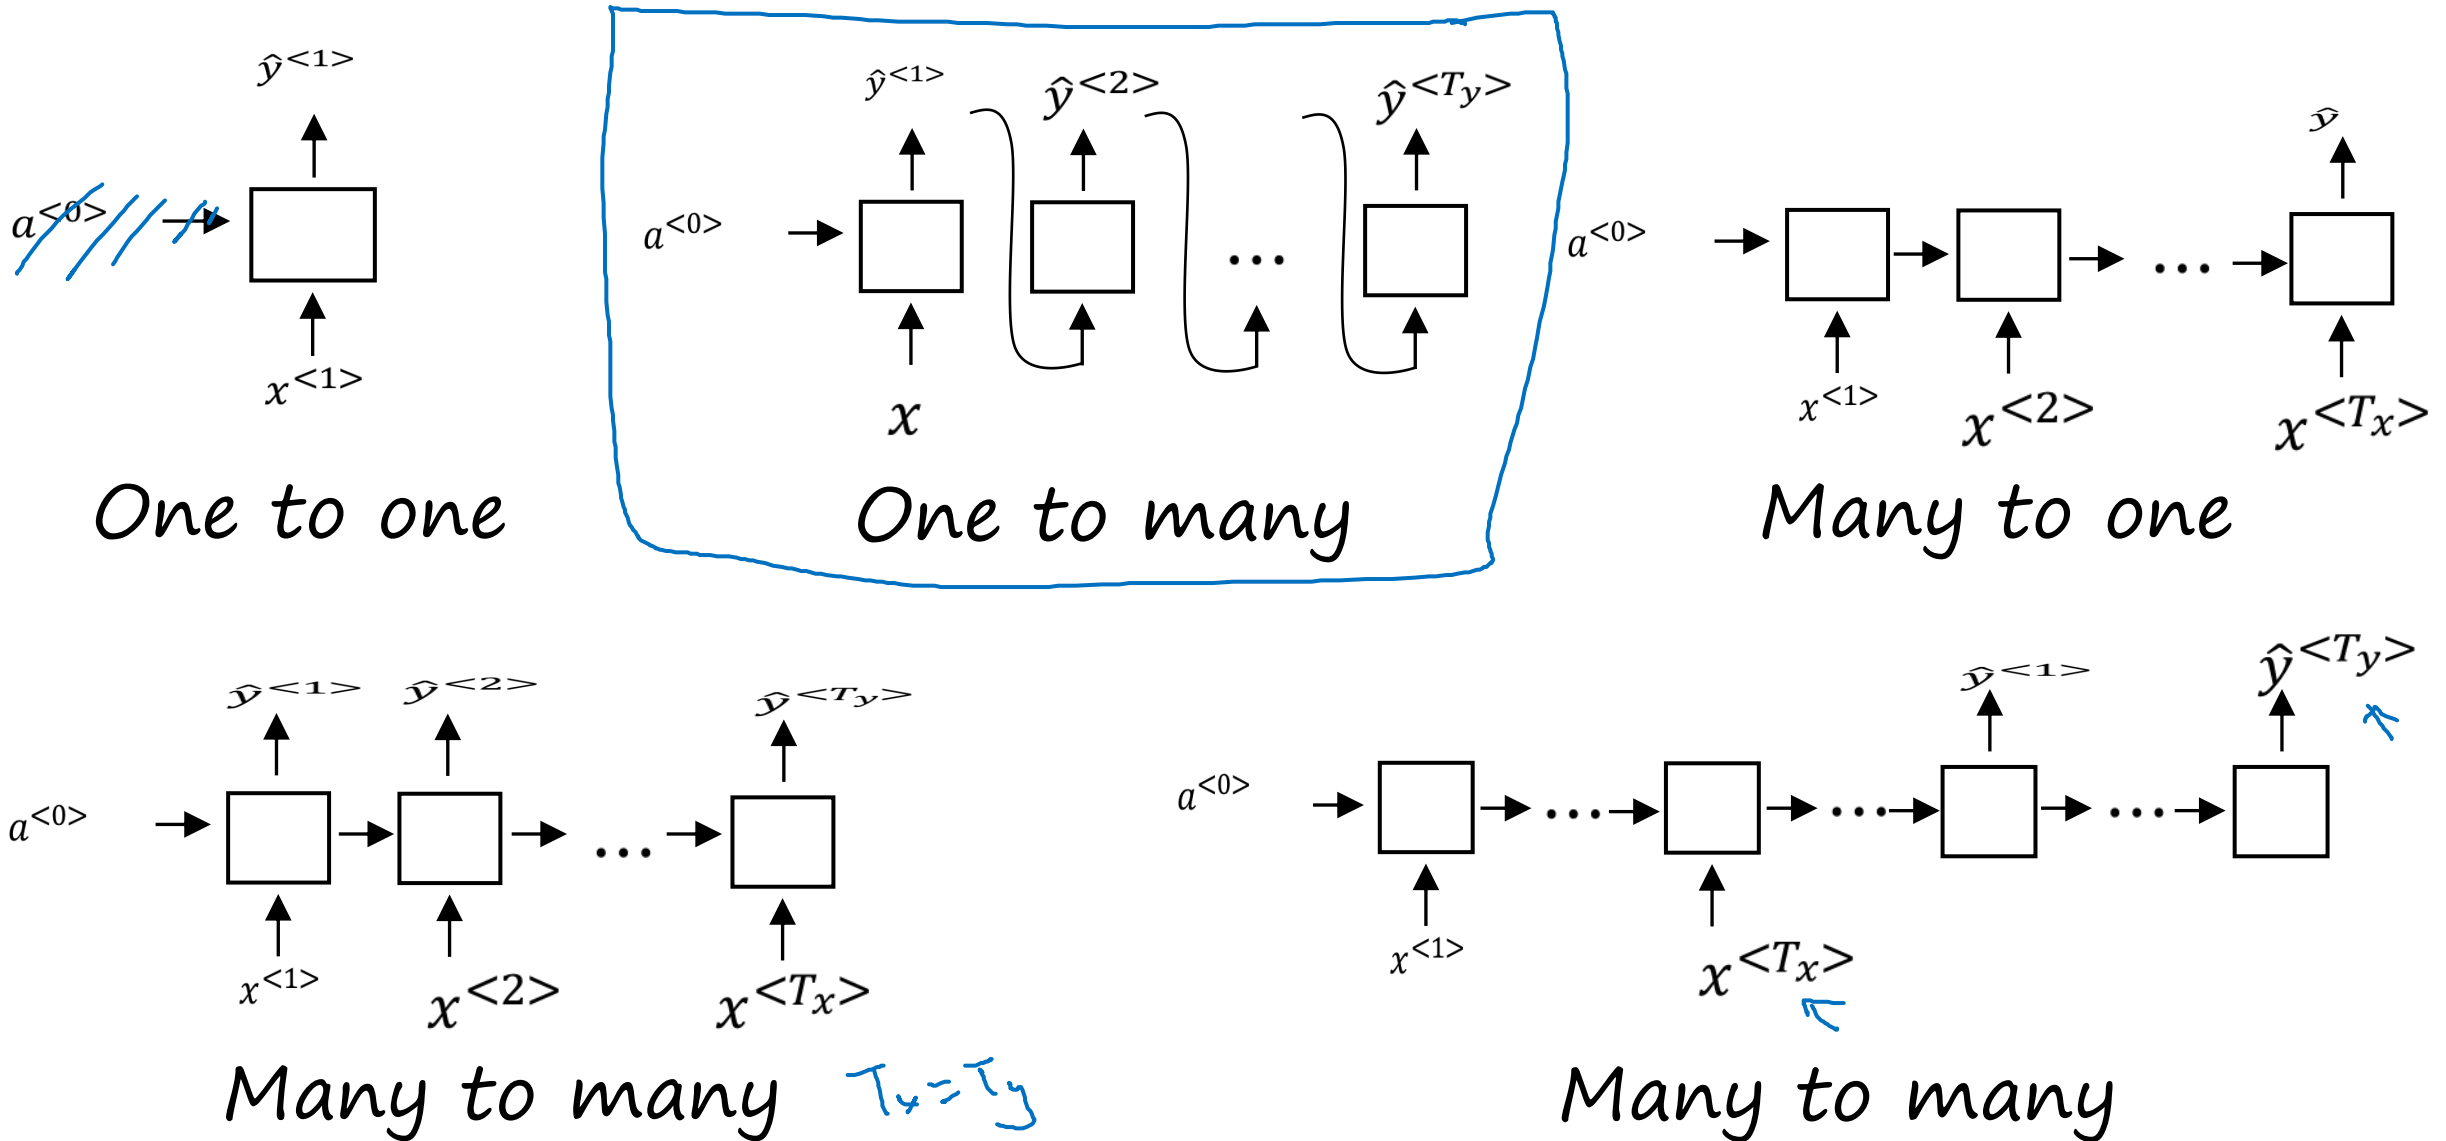 ŷ<1>
a<0>
x<1>
One to one
ŷ<1> ŷ<2> ŷ<Ty>
a<0> ...
x
One to many
ŷ
a<0> ...
x<1> x<2> x<Tx>
Many to one
ŷ<1> ŷ<2> ŷ<Ty>
a<0> ...
x<1> x<2> x<Tx>
Many to many Tx=Ty
ŷ<1> ŷ<Ty>
a<0> ... ... ...
x<1> x<Tx>
Many to many